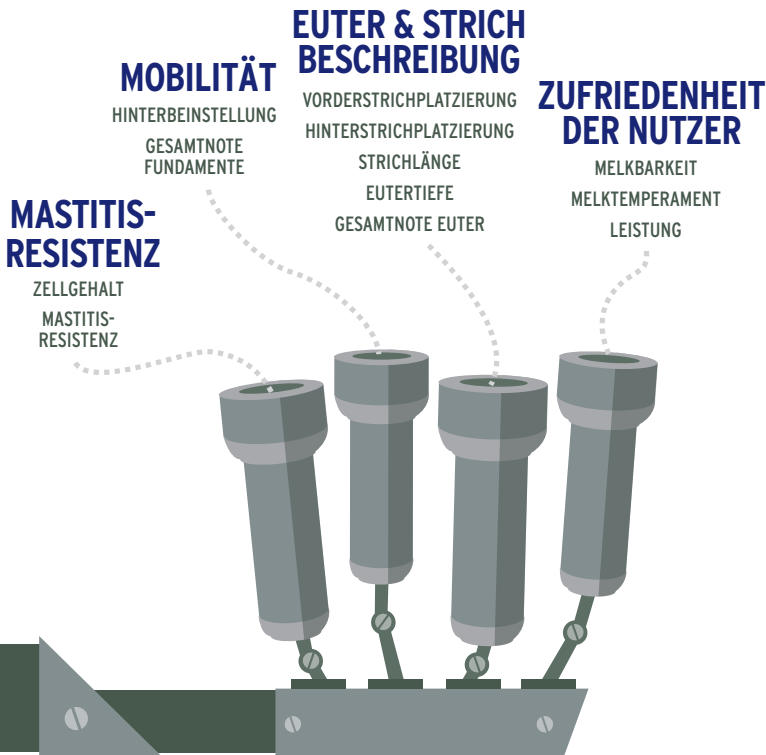 MASTITIS-
RESISTENZ
ZELLGEHALT
MASTITIS-
RESISTENZ
MOBILITÄT
HINTERBEINSTELLUNG
GESAMTNOTE
FUNDAMENTE
EUTER & STRICH
BESCHREIBUNG
VORDERSTRICHPLATZIERUNG
HINTERSTRICHPLATZIERUNG
STRICHLÄNGE
EUTERTIEFE
GESAMTNOTE EUTER
ZUFRIEDENHEIT
DER NUTZER
MELKBARKEIT
MELKTEMPERAMENT
LEISTUNG